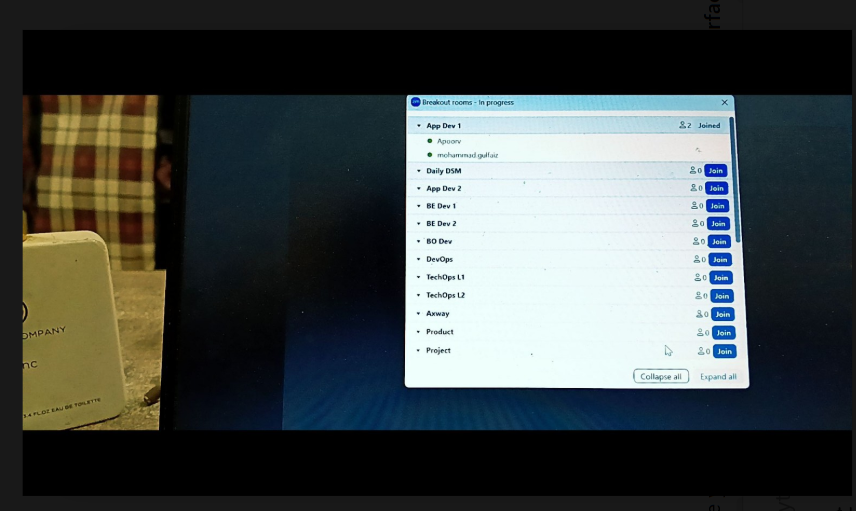 Breakout rooms - In progress
App Dev 1 2 Joined
Apoorv
mohammad.gulfaiz
Daily DSM 0 Join
App Dev 2 0 Join
BE Dev 1 0 Join
BE Dev 2 0 Join
BO Dev 0 Join
DevOps 0 Join
TechOps L1 0 Join
TechOps L2 0 Join
Axway 0 Join
Product 0 Join
Project 0 Join
Collapse all Expand all
OMPANY
nc
FL.OZ EAU DE TOILETTE